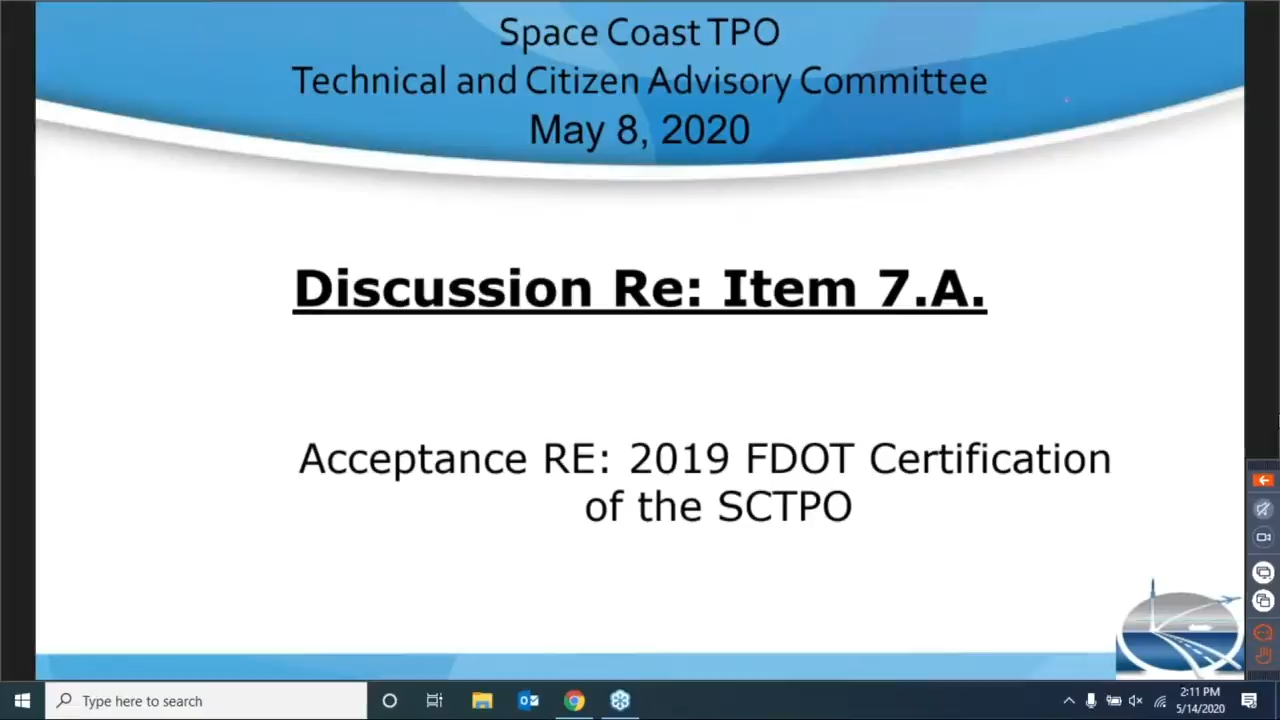 Space Coast TPO
Technical and Citizen Advisory Committee
May 8, 2020
Discussion Re: Item 7.A.
Acceptance RE: 2019 FDOT Certification
of the SCTPO
Type here to search
2:11 PM
5/14/2020